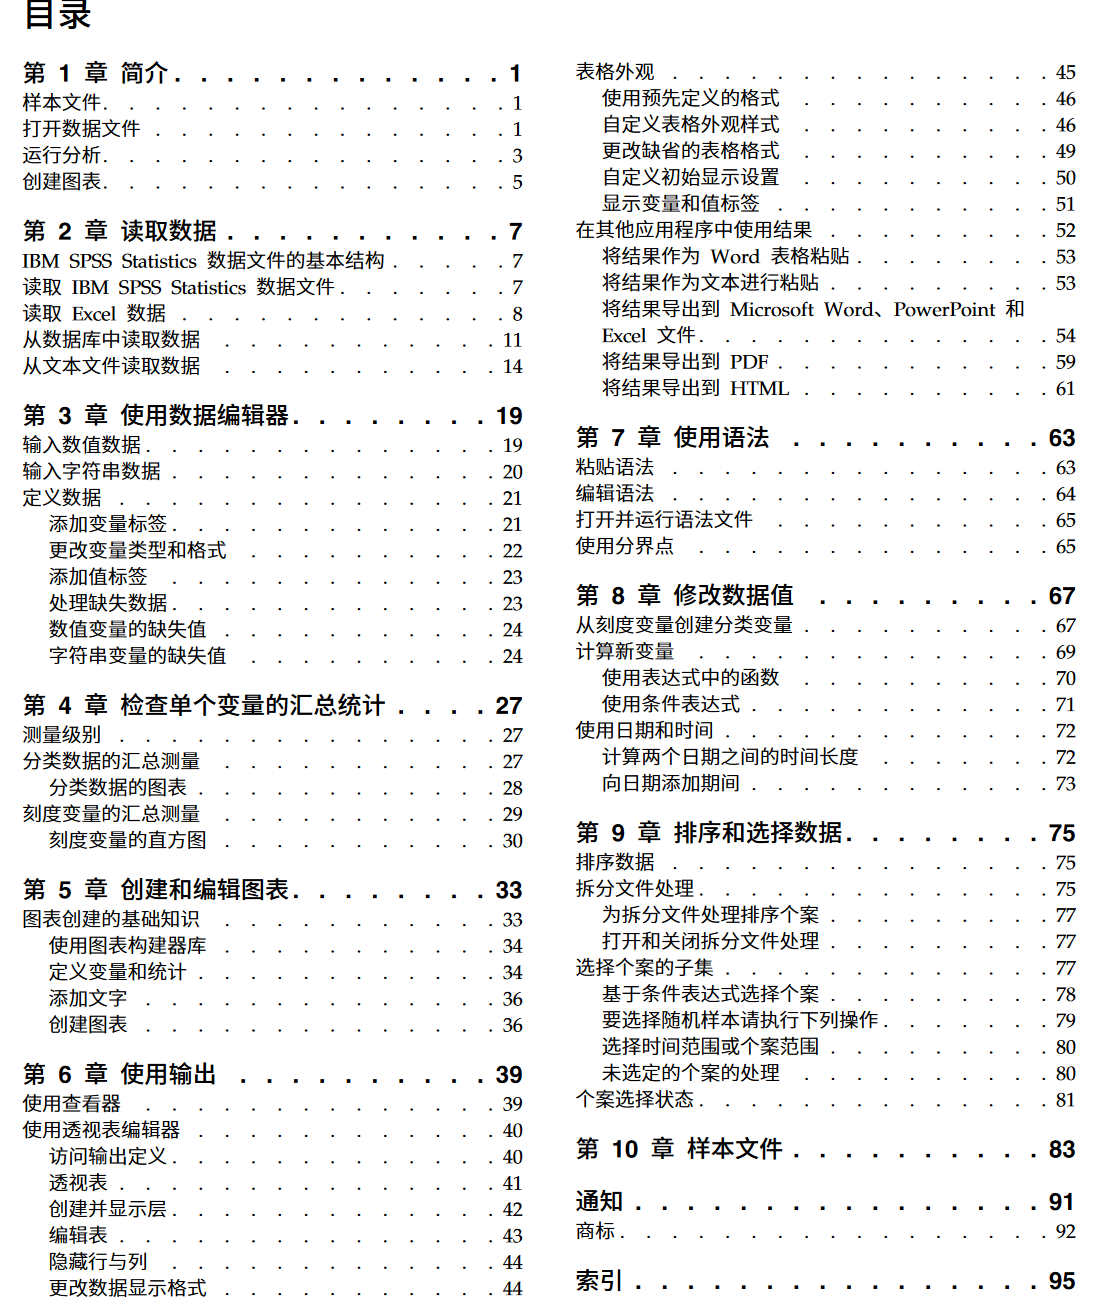 目录
第 1 章 简介 . . . . . . . . . . . . . 1
样本文件. . . . . . . . . . . . . . . . 1
打开数据文件 . . . . . . . . . . . . . . 1
运行分析. . . . . . . . . . . . . . . . 3
创建图表. . . . . . . . . . . . . . . . 5
第 2 章 读取数据 . . . . . . . . . . . 7
IBM SPSS Statistics 数据文件的基本结构 . . . . . 7
读取 IBM SPSS Statistics 数据文件 . . . . . . . 7
读取 Excel 数据 . . . . . . . . . . . . . 8
从数据库中读取数据 . . . . . . . . . . . 11
从文本文件读取数据 . . . . . . . . . . . 14
第 3 章 使用数据编辑器. . . . . . . . 19
输入数值数据. . . . . . . . . . . . . . 19
输入字符串数据 . . . . . . . . . . . . . 20
定义数据 . . . . . . . . . . . . . . . 21
添加变量标签. . . . . . . . . . . . . 21
更改变量类型和格式 . . . . . . . . . . 22
添加值标签 . . . . . . . . . . . . . 23
处理缺失数据. . . . . . . . . . . . . 23
数值变量的缺失值 . . . . . . . . . . . 24
字符串变量的缺失值 . . . . . . . . . . 24
第 4 章 检查单个变量的汇总统计 . . . . 27
测量级别 . . . . . . . . . . . . . . . 27
分类数据的汇总测量 . . . . . . . . . . . 27
分类数据的图表 . . . . . . . . . . . . 28
刻度变量的汇总测量 . . . . . . . . . . . 29
刻度变量的直方图 . . . . . . . . . . . 30
第 5 章 创建和编辑图表. . . . . . . . 33
图表创建的基础知识 . . . . . . . . . . . 33
使用图表构建器库 . . . . . . . . . . . 34
定义变量和统计 . . . . . . . . . . . . 34
添加文字 . . . . . . . . . . . . . . 36
创建图表 . . . . . . . . . . . . . . 36
第 6 章 使用输出 . . . . . . . . . . 39
使用查看器 . . . . . . . . . . . . . . 39
使用透视表编辑器 . . . . . . . . . . . . 40
访问输出定义. . . . . . . . . . . . . 40
透视表 . . . . . . . . . . . . . . . 41
创建并显示层. . . . . . . . . . . . . 42
编辑表 . . . . . . . . . . . . . . . 43
隐藏行与列 . . . . . . . . . . . . . 44
更改数据显示格式 . . . . . . . . . . . 44
表格外观 . . . . . . . . . . . . . . . 45
使用预先定义的格式 . . . . . . . . . . 46
自定义表格外观样式 . . . . . . . . . . 46
更改缺省的表格格式 . . . . . . . . . . 49
自定义初始显示设置 . . . . . . . . . . 50
显示变量和值标签 . . . . . . . . . . . 51
在其他应用程序中使用结果 . . . . . . . . . 52
将结果作为 Word 表格粘贴 . . . . . . . . 53
将结果作为文本进行粘贴 . . . . . . . . . 53
将结果导出到 Microsoft Word、PowerPoint 和
Excel 文件. . . . . . . . . . . . . . 54
将结果导出到 PDF . . . . . . . . . . . 59
将结果导出到 HTML . . . . . . . . . . 61
第 7 章 使用语法 . . . . . . . . . . 63
粘贴语法 . . . . . . . . . . . . . . . 63
编辑语法 . . . . . . . . . . . . . . . 64
打开并运行语法文件 . . . . . . . . . . . 65
使用分界点 . . . . . . . . . . . . . . 65
第 8 章 修改数据值 . . . . . . . . . 67
从刻度变量创建分类变量 . . . . . . . . . . 67
计算新变量 . . . . . . . . . . . . . . 69
使用表达式中的函数 . . . . . . . . . . 70
使用条件表达式 . . . . . . . . . . . . 71
使用日期和时间 . . . . . . . . . . . . . 72
计算两个日期之间的时间长度 . . . . . . . 72
向日期添加期间 . . . . . . . . . . . . 73
第 9 章 排序和选择数据. . . . . . . . 75
排序数据 . . . . . . . . . . . . . . . 75
拆分文件处理. . . . . . . . . . . . . . 75
为拆分文件处理排序个案 . . . . . . . . . 77
打开和关闭拆分文件处理 . . . . . . . . . 77
选择个案的子集 . . . . . . . . . . . . . 77
基于条件表达式选择个案 . . . . . . . . . 78
要选择随机样本请执行下列操作. . . . . . . 79
选择时间范围或个案范围 . . . . . . . . . 80
未选定的个案的处理 . . . . . . . . . . 80
个案选择状态. . . . . . . . . . . . . . 81
第 10 章 样本文件 . . . . . . . . . . 83
通知 . . . . . . . . . . . . . . . . 91
商标. . . . . . . . . . . . . . . . . 92
索引 . . . . . . . . . . . . . . . . 95